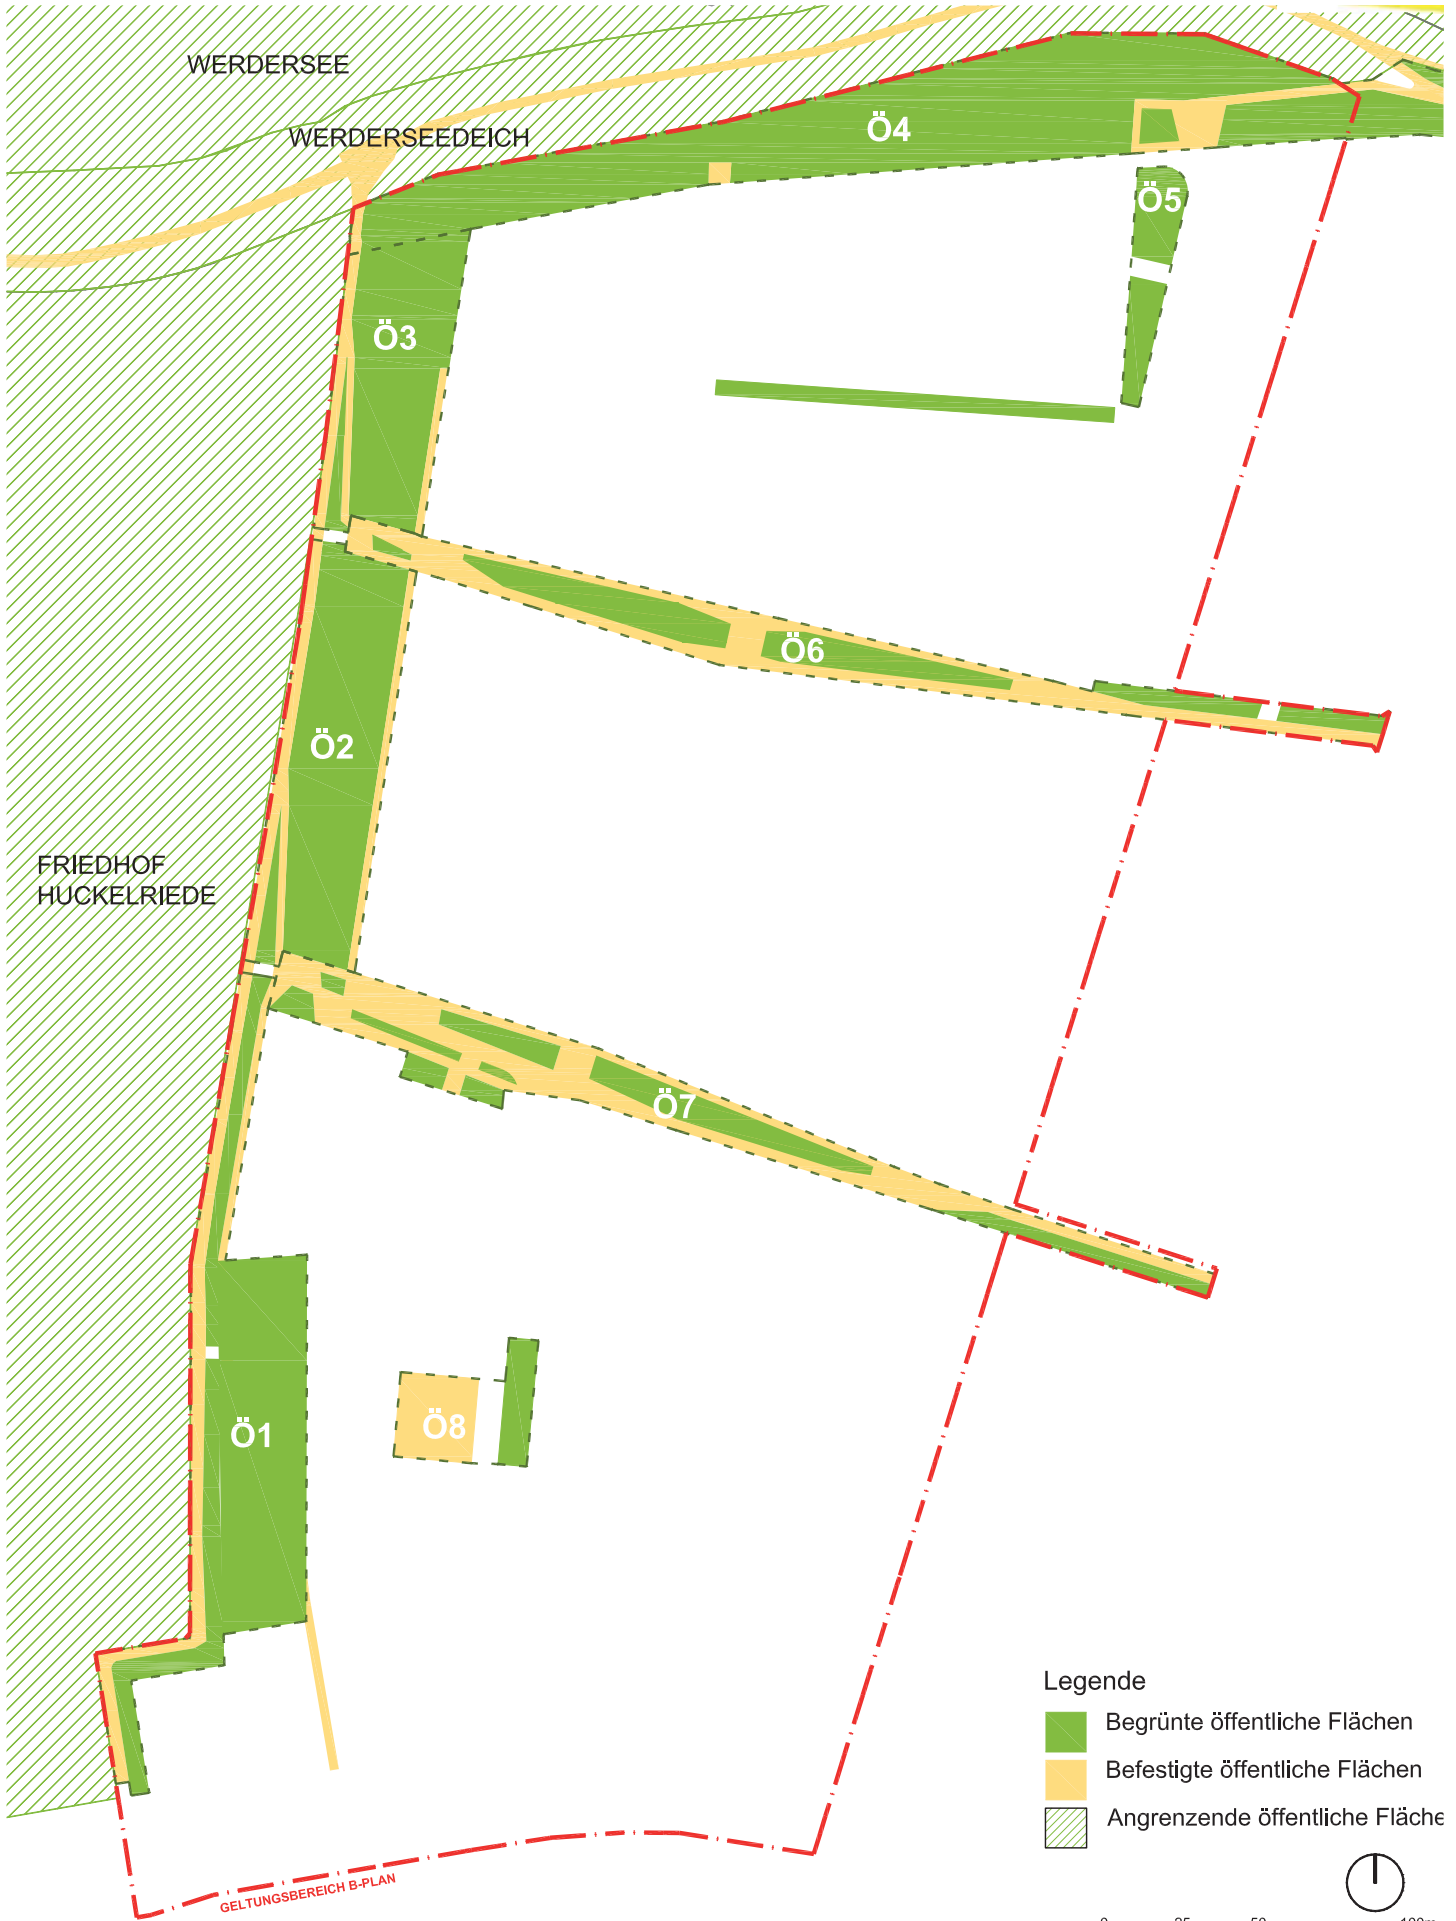 WERDERSEE
WERDERSEEDEICH
Ö4
Ö5
Ö3
Ö6
Ö2
FRIEDHOF
HUCKELRIEDE
Ö7
Ö8
Ö1
Legende
Begrünte öffentliche Flächen
Befestigte öffentliche Flächen
Angrenzende öffentliche Fläche
GELTUNGSBEREICH B-PLAN